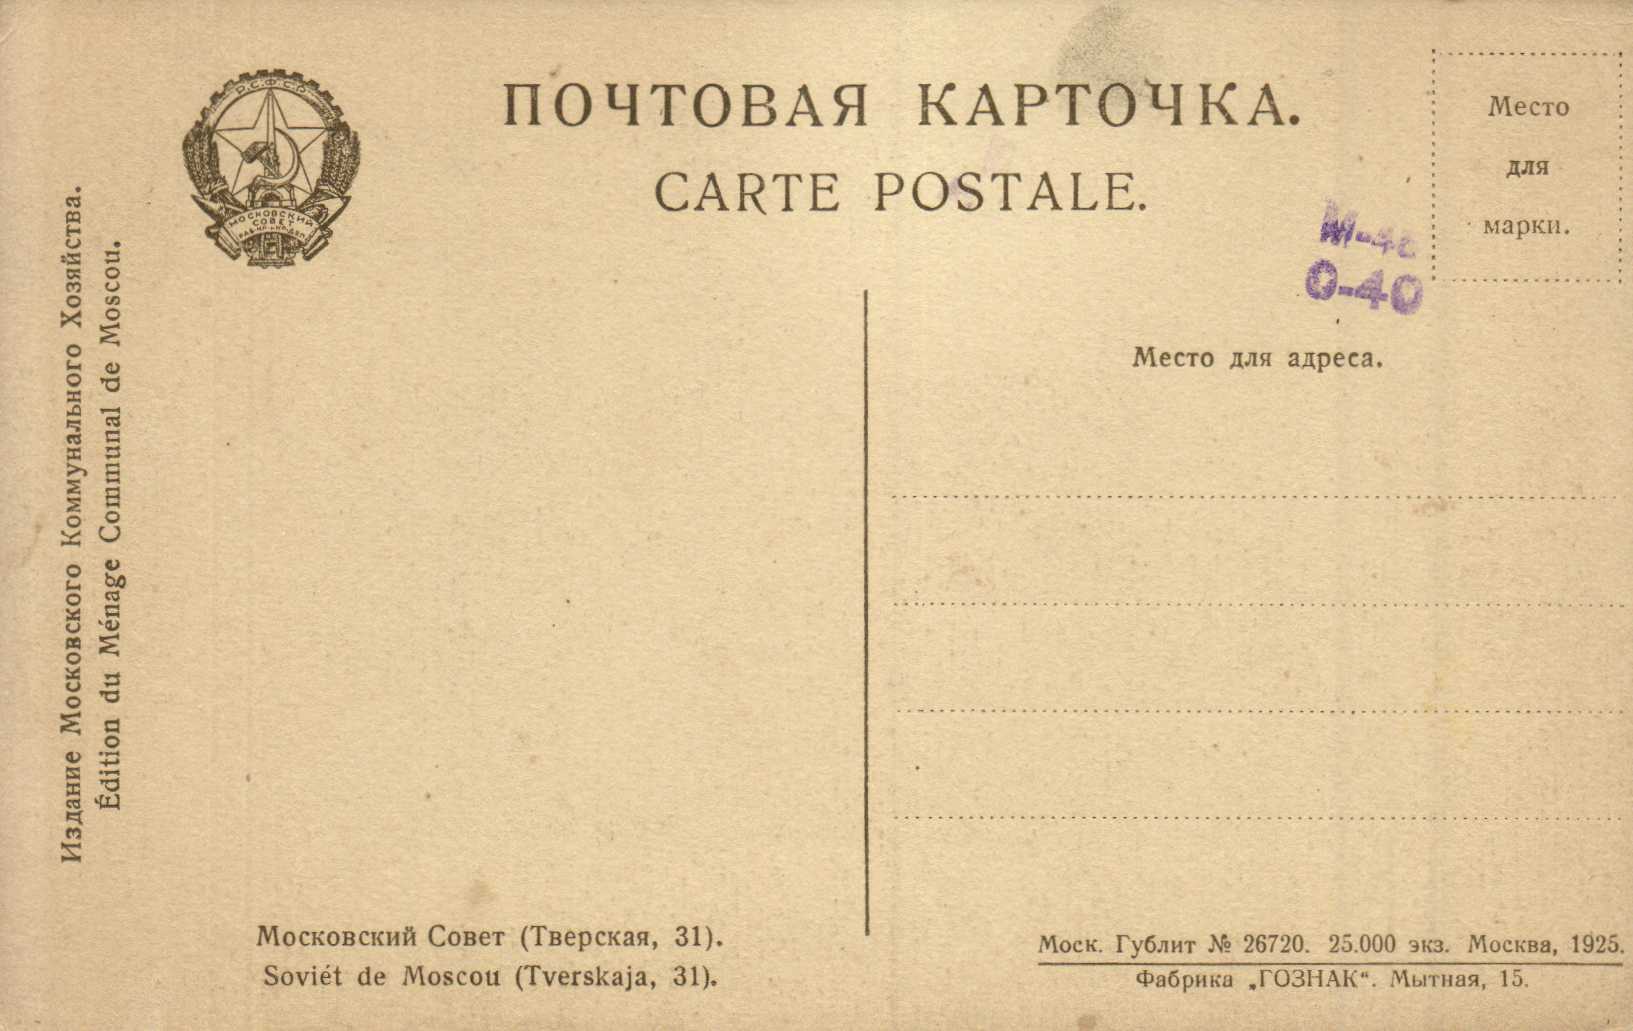 Р.С.Ф.С.Р.
МОСКОВСКИЙ
СОВЕТ
ПОЧТОВАЯ КАРТОЧКА.
CARTE POSTALE.
Место
для
марки.
0-40
Место для адреса.
Издание Московского Коммунального Хозяйства.
Édition du Ménage Communal de Moscou.
Московский Совет (Тверская, 31).
Soviét de Moscou (Tverskaja, 31).
Моск. Гублит № 26720. 25.000 экз. Москва, 1925.
Фабрика „ГОЗНАК“. Мытная, 15.